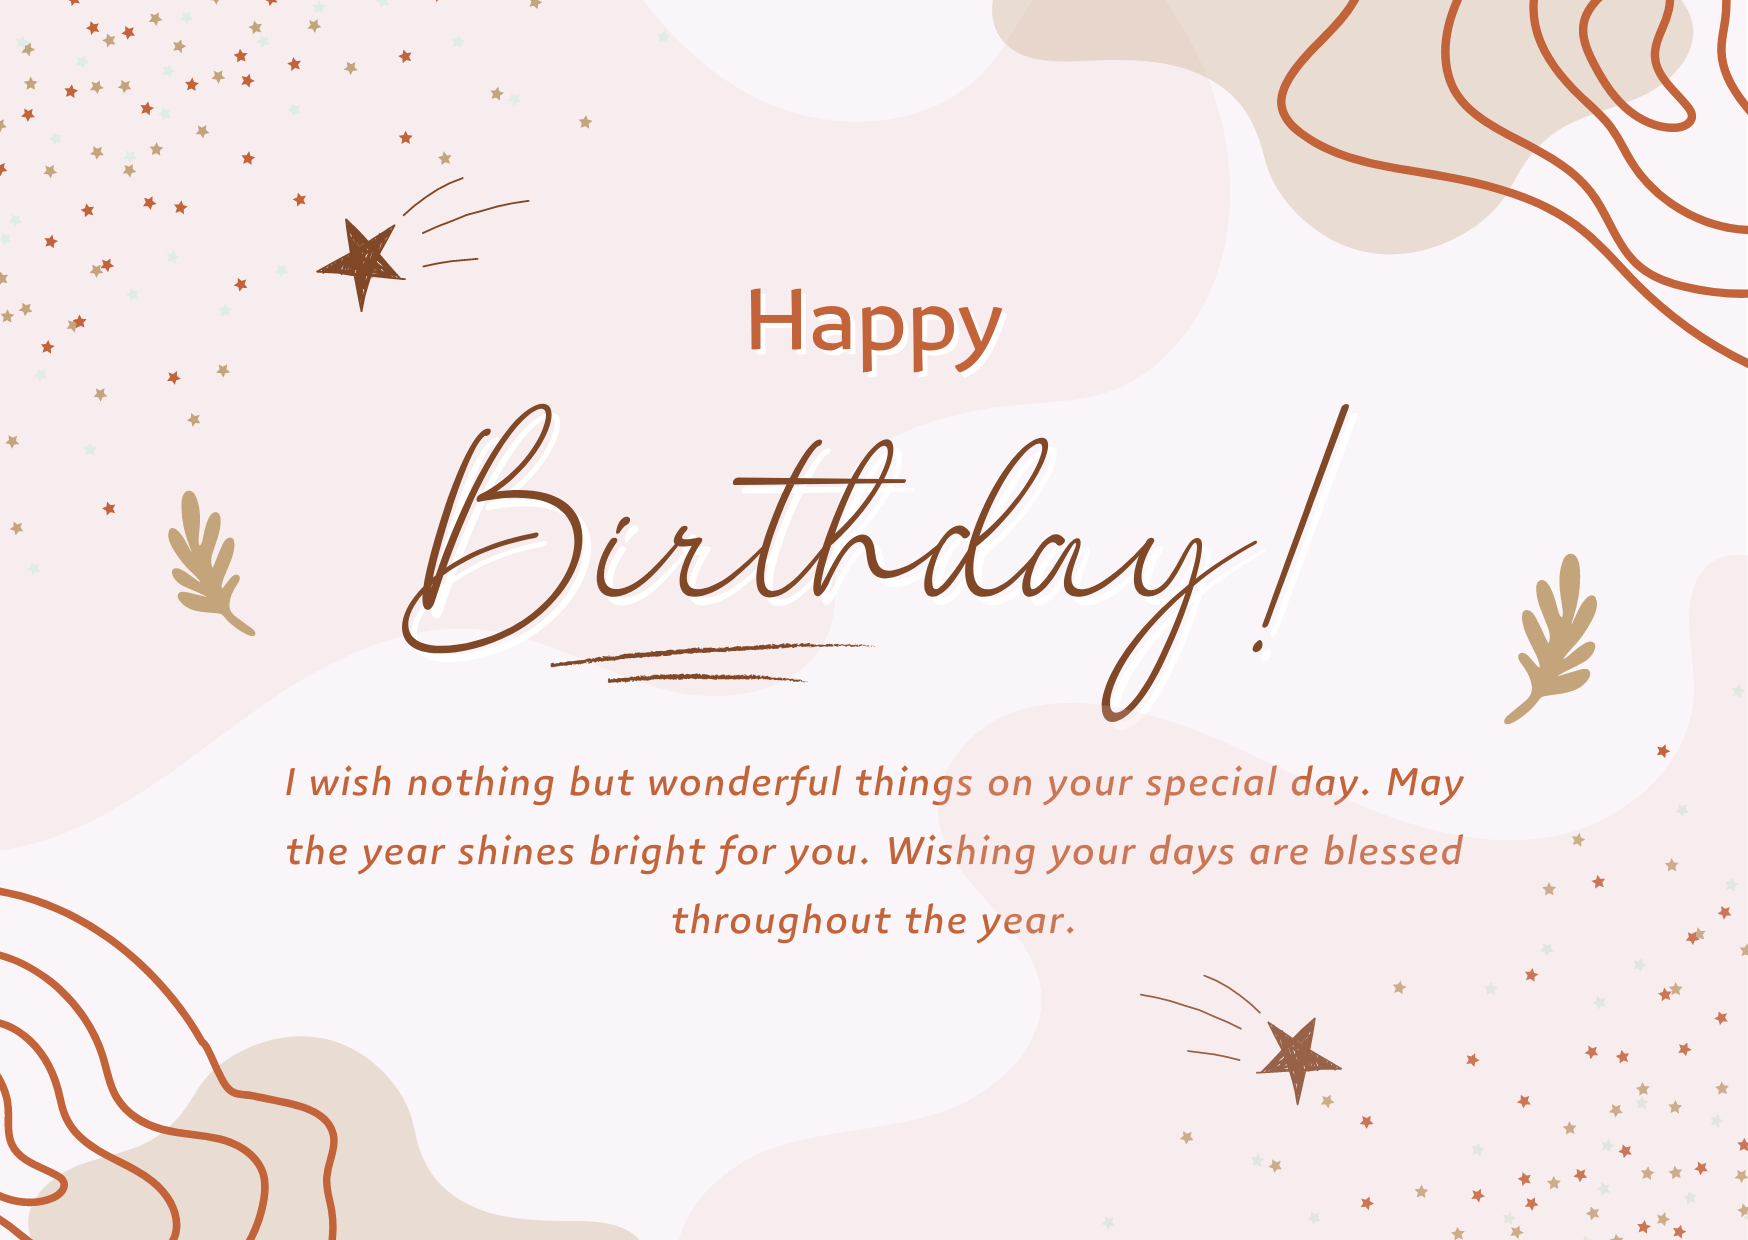 Happy
Birthday!
I wish nothing but wonderful things on your special day. May
the year shines bright for you. Wishing your days are blessed
throughout the year.